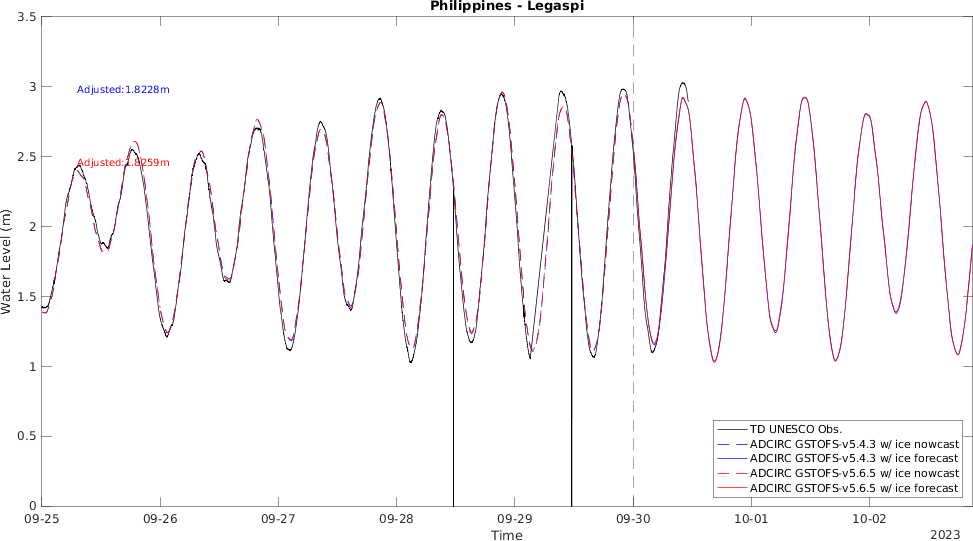 Philippines - Legaspi
3.5
3
2.5
2
1.5
1
0.5
0
Water Level (m)
Adjusted:1.8228m
Adjusted:1.8259m
TD UNESCO Obs.
ADCIRC GSTOFS-v5.4.3 w/ ice nowcast
ADCIRC GSTOFS-v5.4.3 w/ ice forecast
ADCIRC GSTOFS-v5.6.5 w/ ice nowcast
ADCIRC GSTOFS-v5.6.5 w/ ice forecast
09-25 09-26 09-27 09-28 09-29 09-30 10-01 10-02
Time
2023